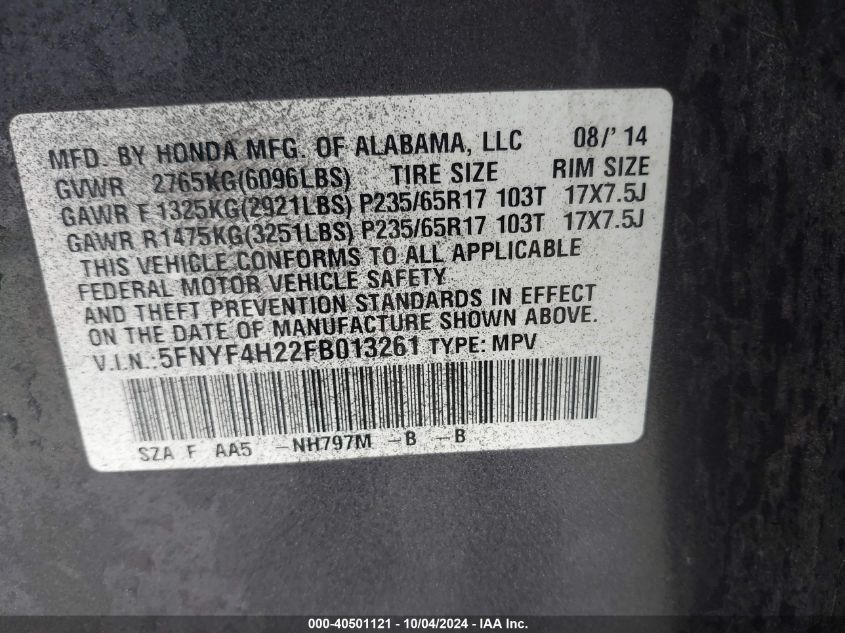 MFD. BY HONDA MFG. OF ALABAMA, LLC 08/'14
GVWR 2765KG(6096LBS) TIRE SIZE RIM SIZE
GAWR F 1325KG(2921LBS) P235/65R17 103T 17X7.5J
GAWR R1475KG(3251LBS) P235/65R17 103T 17X7.5J
THIS VEHICLE CONFORMS TO ALL APPLICABLE
FEDERAL MOTOR VEHICLE SAFETY
AND THEFT PREVENTION STANDARDS IN EFFECT
ON THE DATE OF MANUFACTURE SHOWN ABOVE.
V.I.N.:5FNYF4H22FB013261 TYPE: MPV
SZA F AA5 -NH797M -B -B
000-40501121 - 10/04/2024 - IAA Inc.